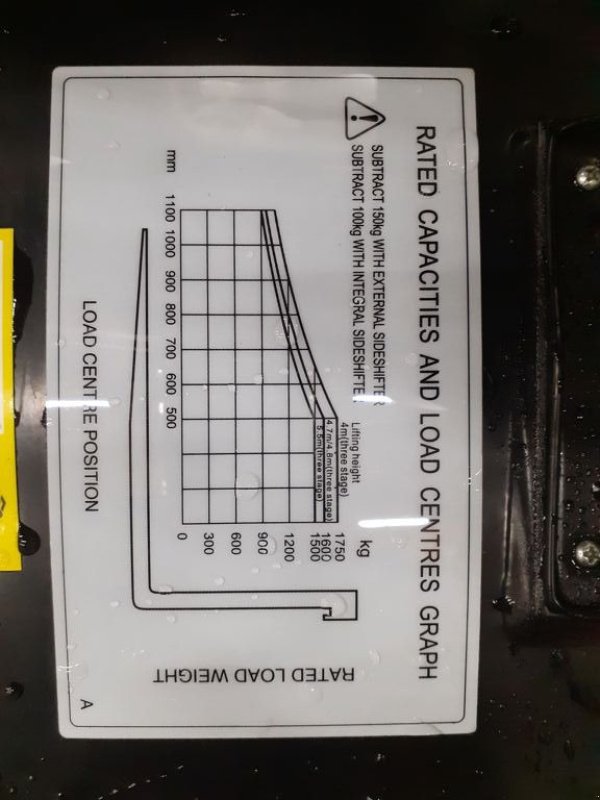 RATED CAPACITIES AND LOAD CENTRES GRAPH
SUBTRACT 150kg WITH EXTERNAL SIDESHIFTER
SUBTRACT 100kg WITH INTEGRAL SIDESHIFTE
Lifting height
4m(three stage)
4.7m/4.8m(three stage)
5.5m(three stage)
kg
1750
1600
1500
1200
900
600
300
0
mm 1100 1000 900 800 700 600 500
LOAD CENTRE POSITION
RATED LOAD WEIGHT
A